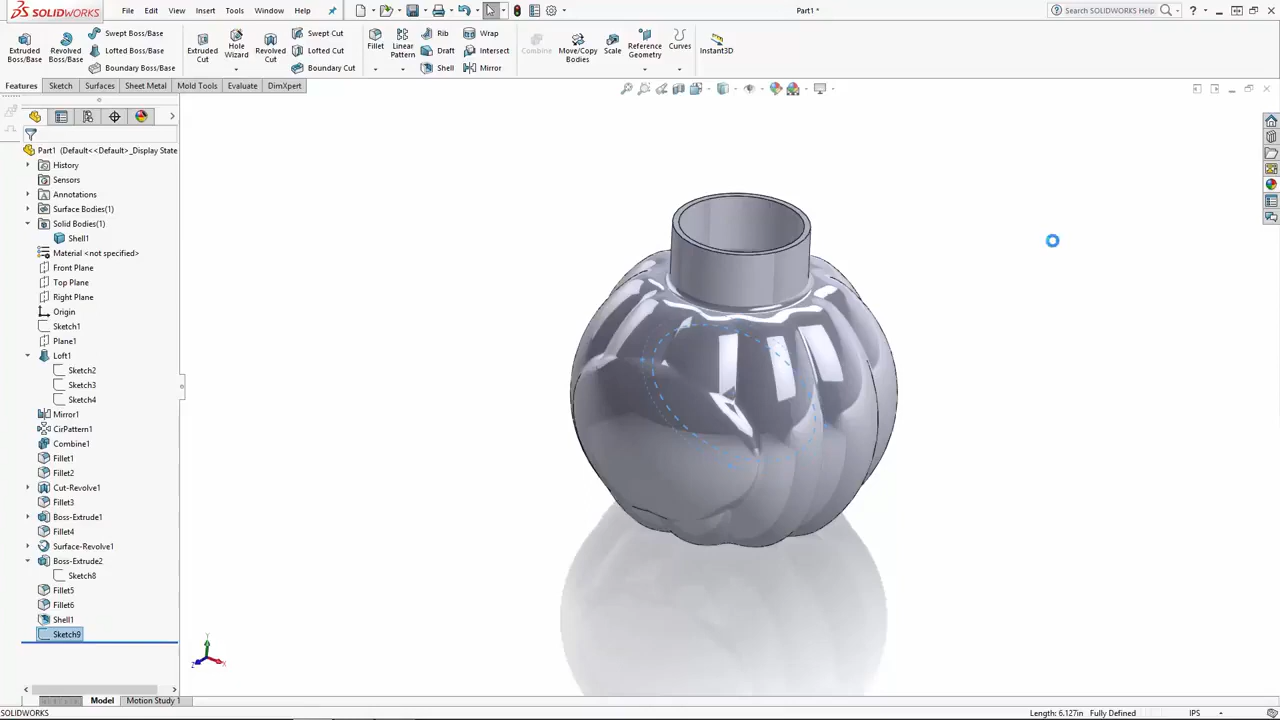 SOLIDWORKS File Edit View Insert Tools Window Help Part1 * Search SOLIDWORKS Help
Extruded Boss/Base
Revolved Boss/Base
Swept Boss/Base
Lofted Boss/Base
Boundary Boss/Base
Extruded Cut
Hole Wizard
Revolved Cut
Swept Cut
Lofted Cut
Boundary Cut
Fillet
Linear Pattern
Rib
Draft
Shell
Wrap
Intersect
Mirror
Combine
Move/Copy Bodies
Scale
Reference Geometry
Curves
Instant3D
Features Sketch Surfaces Sheet Metal Mold Tools Evaluate DimXpert
Part1 (Default<<Default>_Display State
History
Sensors
Annotations
Surface Bodies(1)
Solid Bodies(1)
Shell1
Material <not specified>
Front Plane
Top Plane
Right Plane
Origin
Sketch1
Plane1
Loft1
Sketch2
Sketch3
Sketch4
Mirror1
CirPattern1
Combine1
Fillet1
Fillet2
Cut-Revolve1
Fillet3
Boss-Extrude1
Fillet4
Surface-Revolve1
Boss-Extrude2
Sketch8
Fillet5
Fillet6
Shell1
Sketch9
Y
Z
X
Model Motion Study 1
SOLIDWORKS Length: 6.127in Fully Defined IPS